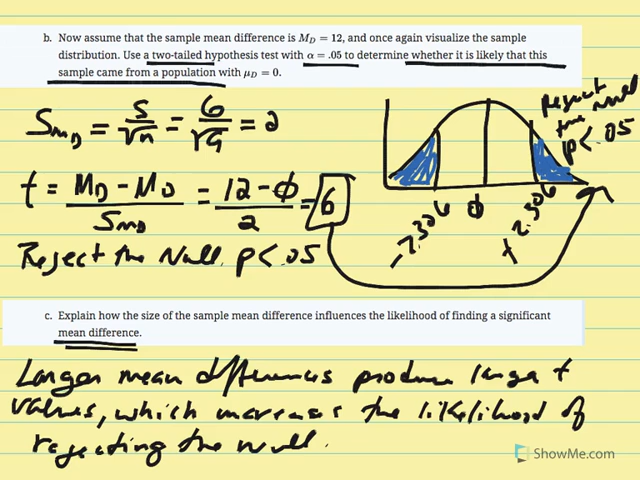 b. Now assume that the sample mean difference is M_D = 12, and once again visualize the sample
distribution. Use a two-tailed hypothesis test with α = .05 to determine whether it is likely that this
sample came from a population with μ_D = 0.
S_MD = S/√n = 6/√9 = 2
t = (M_D − M_D)/S_MD = (12 − ϕ)/2 = 6
Reject the Null, p < .05
Reject
the null
p < .05
−2.306 ϕ +2.306
c. Explain how the size of the sample mean difference influences the likelihood of finding a significant
mean difference.
Larger mean differences produce larger t
values, which increases the likelihood of
rejecting the null.
ShowMe.com